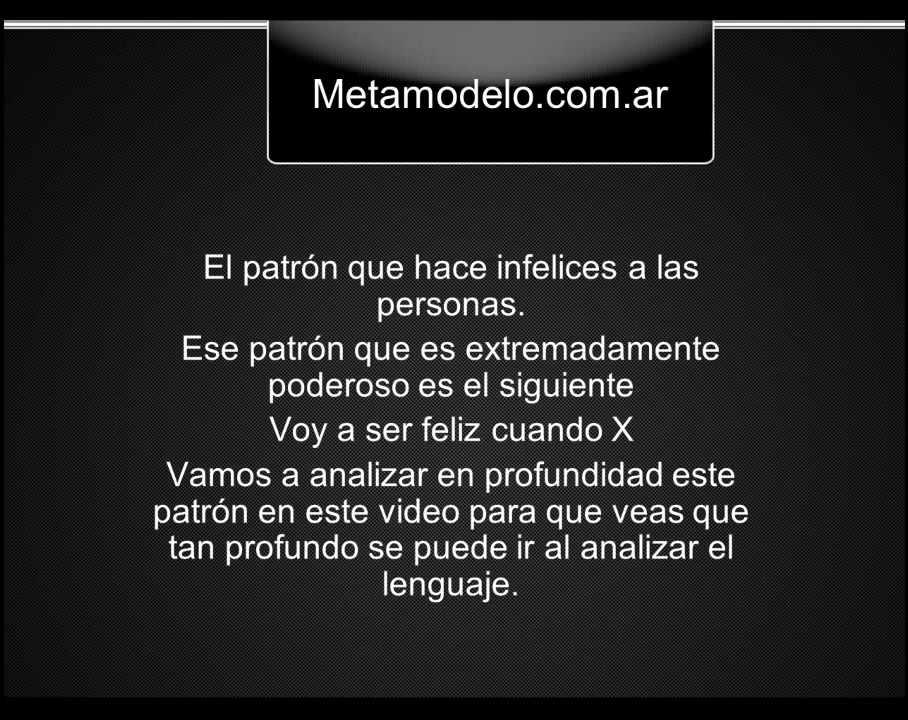 Metamodelo.com.ar
El patrón que hace infelices a las
personas.
Ese patrón que es extremadamente
poderoso es el siguiente
Voy a ser feliz cuando X
Vamos a analizar en profundidad este
patrón en este video para que veas que
tan profundo se puede ir al analizar el
lenguaje.